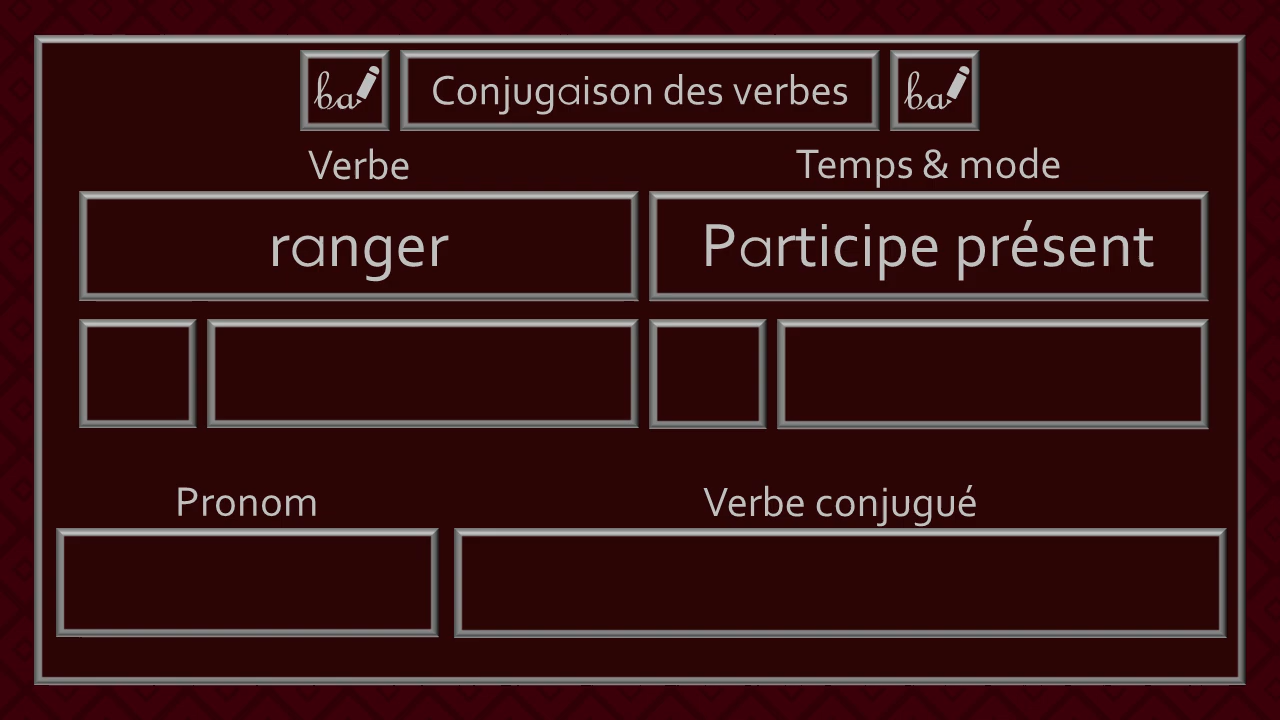 ba Conjugaison des verbes ba
Verbe
Temps & mode
ranger
Participe présent
Pronom
Verbe conjugué